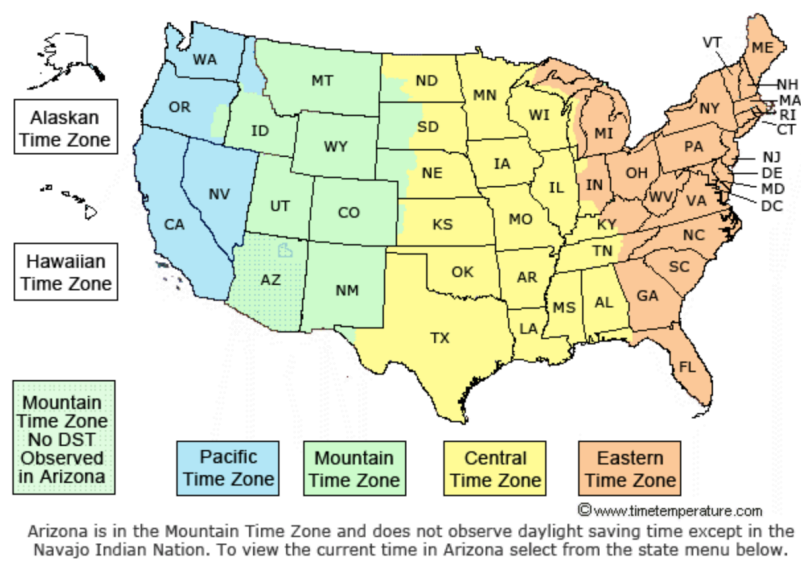 VT
ME
WA
MT
ND
MN
NH
MA
RI
CT
OR
ID
SD
WI
MI
NY
WY
IA
PA
NE
NJ
DE
MD
DC
NV
UT
CO
IL
IN
OH
WV
VA
CA
KS
MO
KY
NC
TN
SC
AZ
NM
OK
AR
MS
AL
GA
TX
LA
FL
Alaskan
Time Zone
Hawaiian
Time Zone
Mountain
Time Zone
No DST
Observed
in Arizona
Pacific
Time Zone
Mountain
Time Zone
Central
Time Zone
Eastern
Time Zone
©www.timetemperature.com
Arizona is in the Mountain Time Zone and does not observe daylight saving time except in the
Navajo Indian Nation. To view the current time in Arizona select from the state menu below.